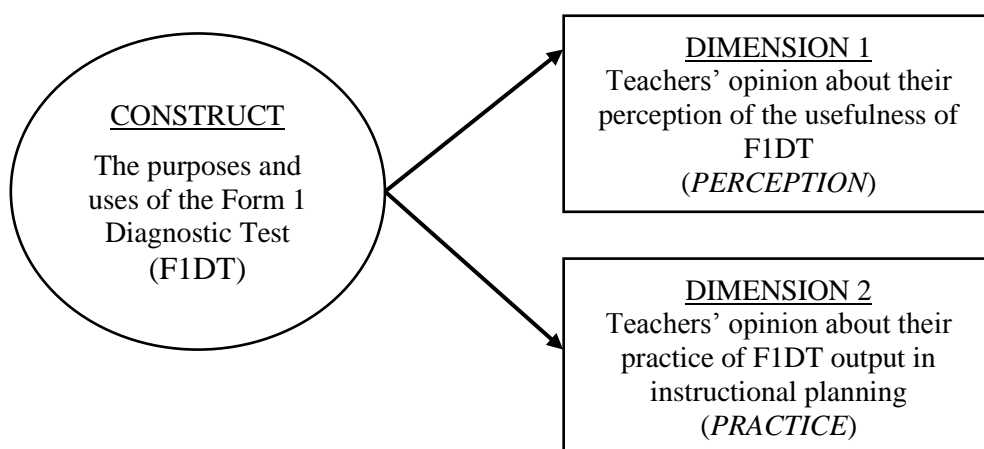 CONSTRUCT
The purposes and
uses of the Form 1
Diagnostic Test
(F1DT)
DIMENSION 1
Teachers’ opinion about their
perception of the usefulness of
F1DT
(PERCEPTION)
DIMENSION 2
Teachers’ opinion about their
practice of F1DT output in
instructional planning
(PRACTICE)